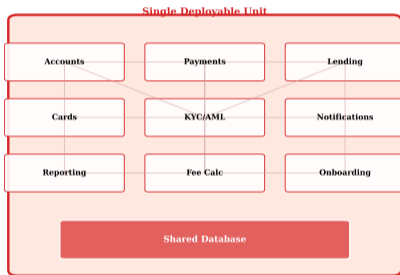 Single Deployable Unit
Accounts
Payments
Lending
Cards
KYC/AML
Notifications
Reporting
Fee Calc
Onboarding
Shared Database